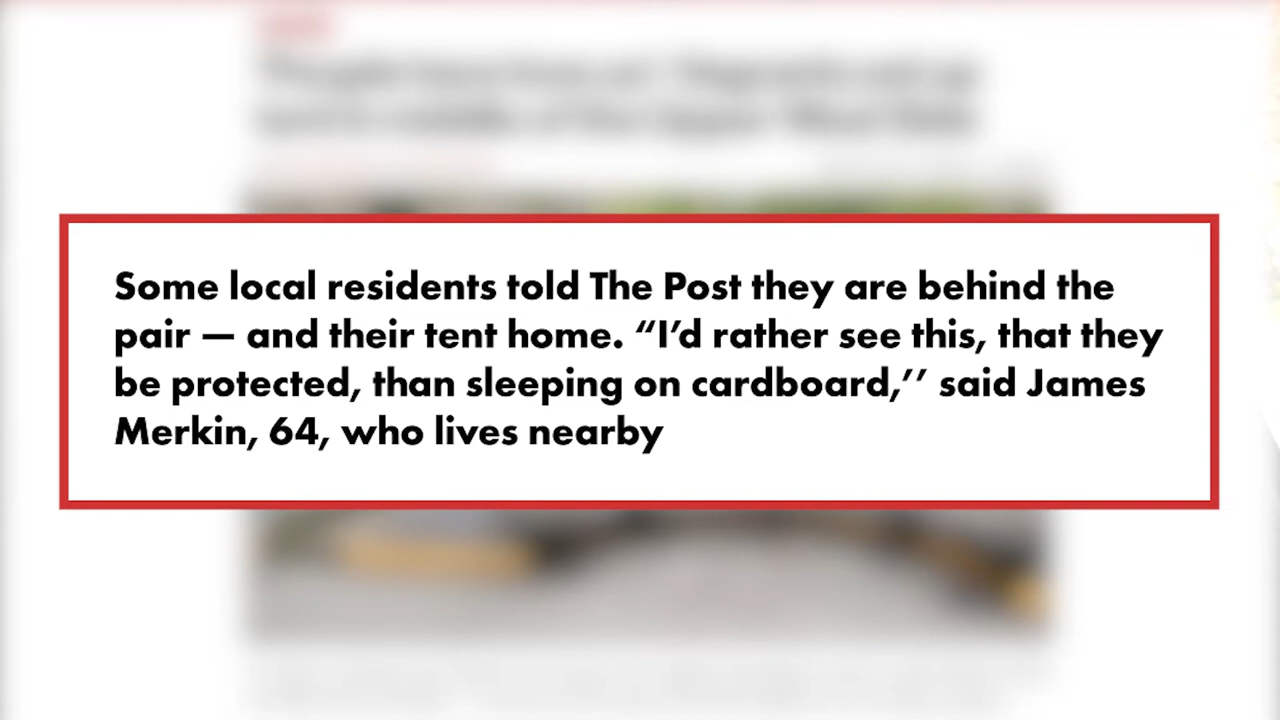 Some local residents told The Post they are behind the
pair — and their tent home. “I’d rather see this, that they
be protected, than sleeping on cardboard,’’ said James
Merkin, 64, who lives nearby